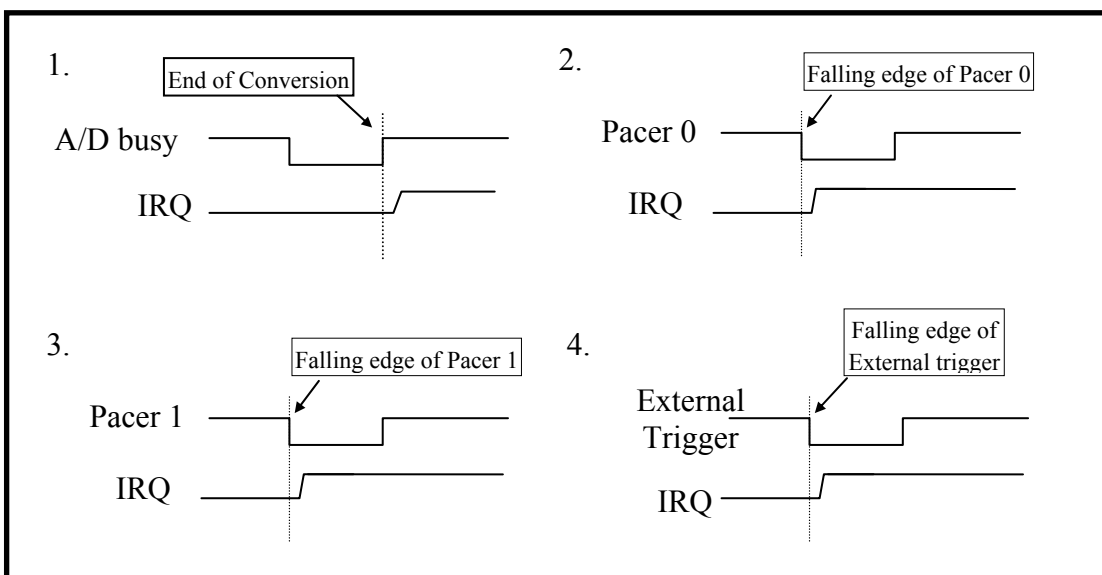 1.
End of Conversion
A/D busy
IRQ
2.
Falling edge of Pacer 0
Pacer 0
IRQ
3.
Falling edge of Pacer 1
Pacer 1
IRQ
4.
Falling edge of
External trigger
External
Trigger
IRQ